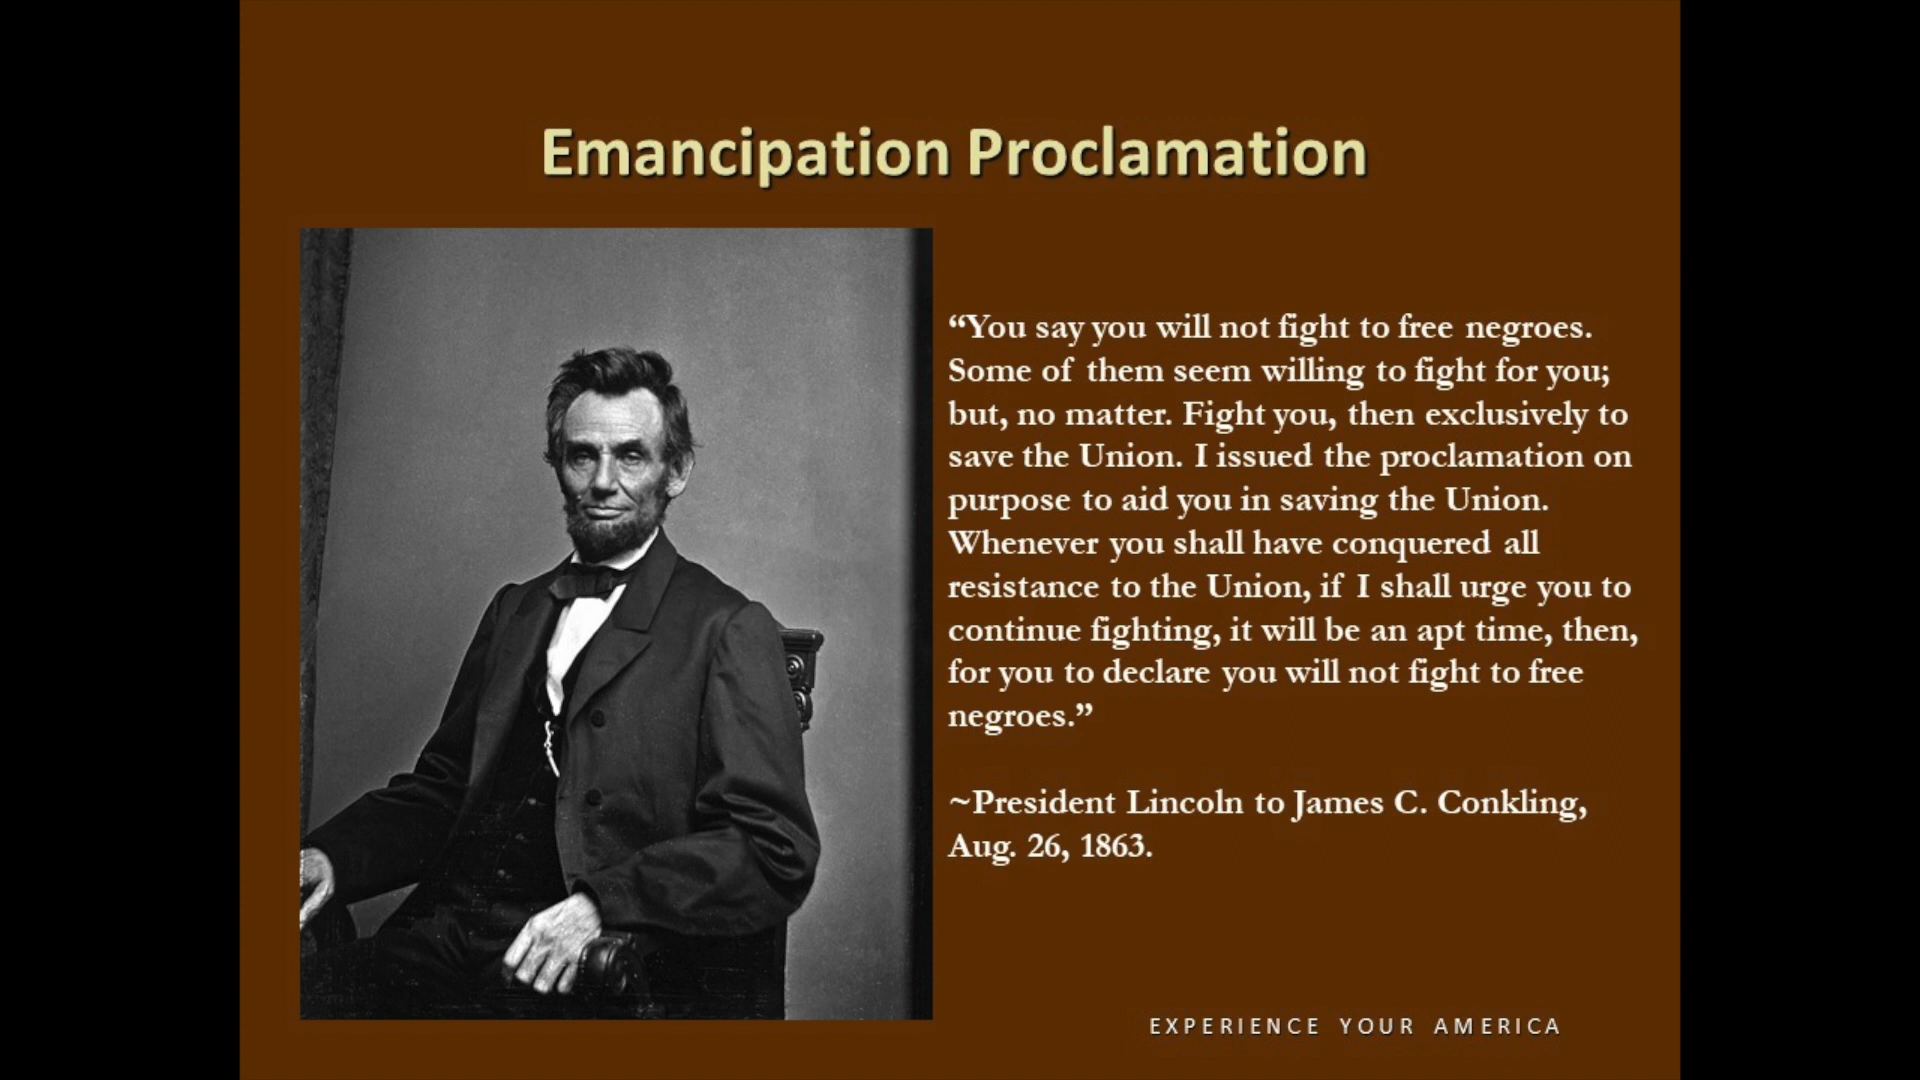 Emancipation Proclamation
“You say you will not fight to free negroes.
Some of them seem willing to fight for you;
but, no matter. Fight you, then exclusively to
save the Union. I issued the proclamation on
purpose to aid you in saving the Union.
Whenever you shall have conquered all
resistance to the Union, if I shall urge you to
continue fighting, it will be an apt time, then,
for you to declare you will not fight to free
negroes.”
~President Lincoln to James C. Conkling,
Aug. 26, 1863.
EXPERIENCE YOUR AMERICA